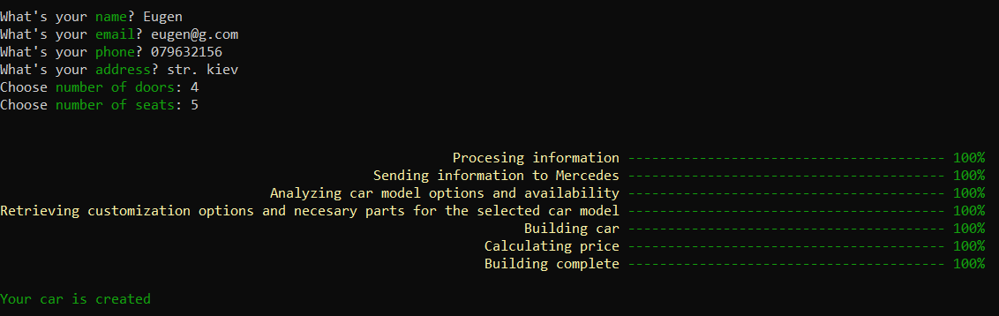 What's your name? Eugen
What's your email? eugen@g.com
What's your phone? 079632156
What's your address? str. kiev
Choose number of doors: 4
Choose number of seats: 5
Procesing information ---------------------------------------- 100%
Sending information to Mercedes ---------------------------------------- 100%
Analyzing car model options and availability ---------------------------------------- 100%
Retrieving customization options and necesary parts for the selected car model ---------------------------------------- 100%
Building car ---------------------------------------- 100%
Calculating price ---------------------------------------- 100%
Building complete ---------------------------------------- 100%
Your car is created